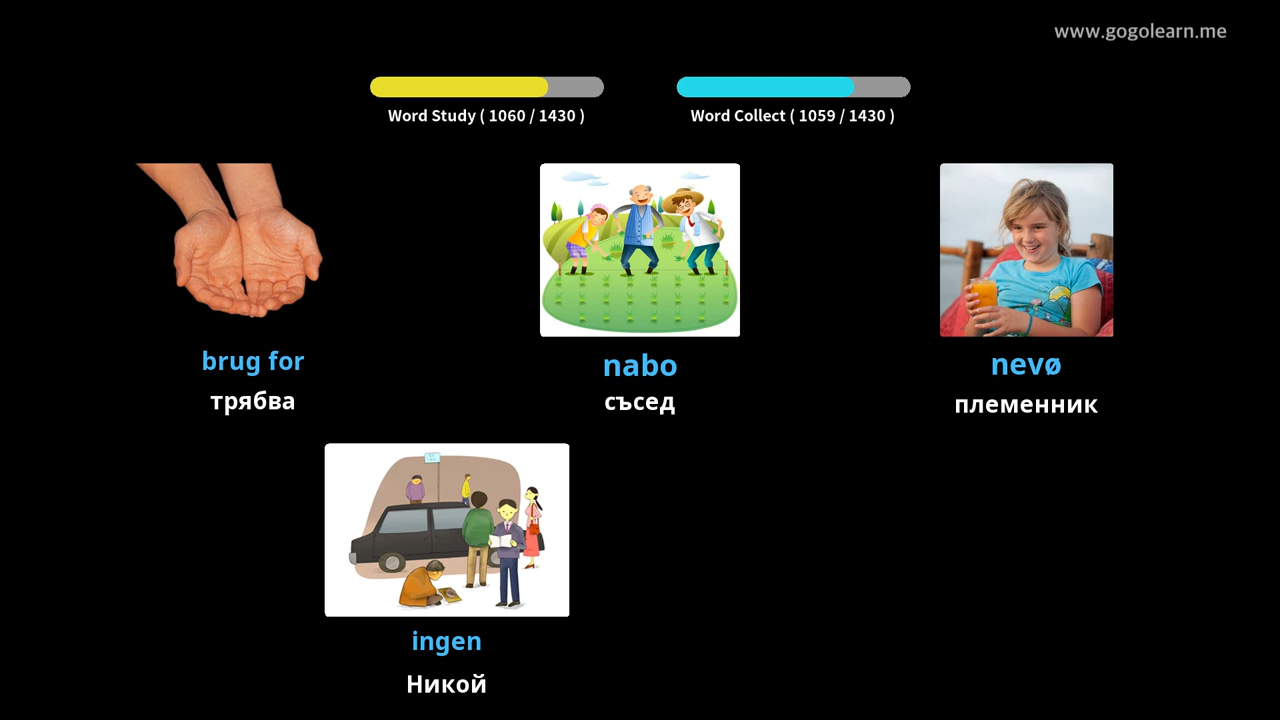 www.gogolearn.me
Word Study ( 1060 / 1430 )
Word Collect ( 1059 / 1430 )
brug for
трябва
nabo
съсед
nevø
племенник
ingen
Никой